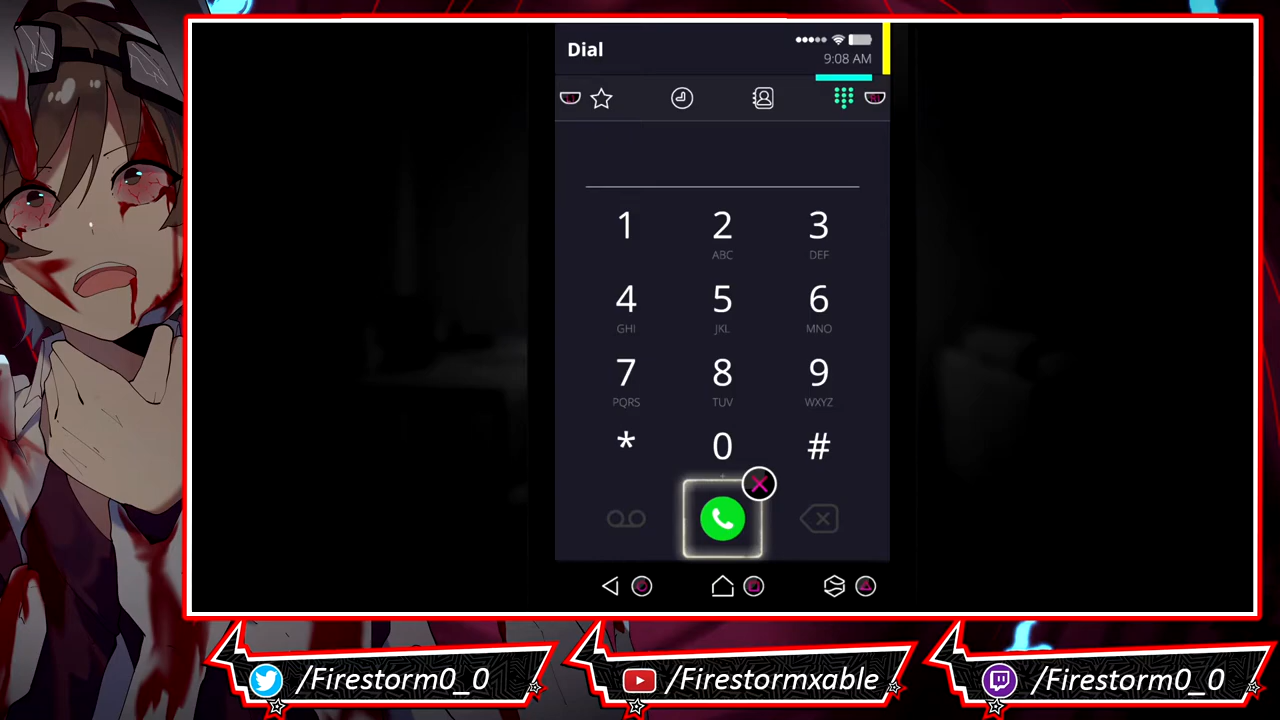 Dial
9:08 AM
1 2 3
ABC DEF
4 5 6
GHI JKL MNO
7 8 9
PQRS TUV WXYZ
* 0 #
+
/Firestorm0_0 /Firestormxable /Firestorm0_0